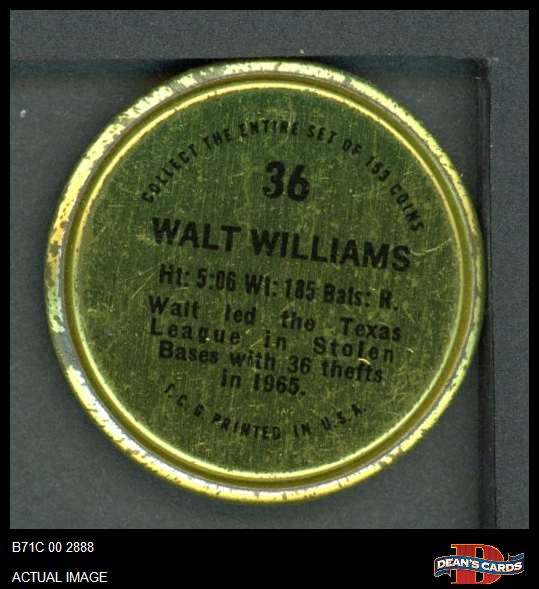 COLLECT THE ENTIRE SET OF 153 COINS
36
WALT WILLIAMS
Ht: 5:06 Wt: 185 Bats: R.
Walt led the Texas
League in Stolen
Bases with 36 thefts
in 1965.
T.C.G PRINTED IN U.S.A.
B71C 00 2888
ACTUAL IMAGE
D
DEAN'S CARDS